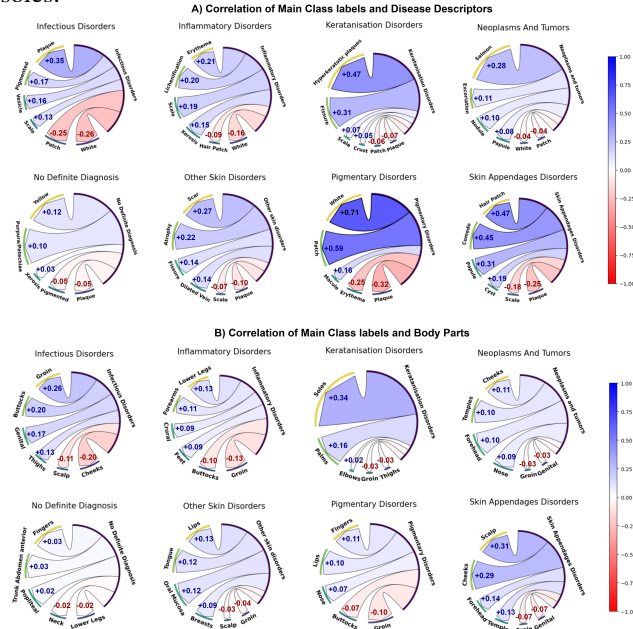 soles.
A) Correlation of Main Class labels and Disease Descriptors
Infectious Disorders
Plaque
Pigmented
Vesicle
Scale
Patch
White
Infectious Disorders
+0.35
+0.17
+0.16
+0.13
-0.25
-0.26
Inflammatory Disorders
Erythema
Lichenification
Scale
Xerosis
Hair Patch
White
Inflammatory Disorders
+0.21
+0.20
+0.19
+0.15
-0.09
-0.16
Keratanisation Disorders
Hyperkeratotic plaques
Fissure
Scale
Crust
Patch
Plaque
Keratanisation Disorders
+0.47
+0.31
+0.07
+0.05
-0.06
-0.07
Neoplasms And Tumors
Salmon
Excoriation
Nodule
Papule
White
Patch
Neoplasms and tumors
+0.28
+0.11
+0.10
+0.08
-0.04
-0.04
No Definite Diagnosis
Yellow
Purpura/Petechiae
Xerosis
Pigmented
Plaque
No Definite Diagnosis
+0.12
+0.10
+0.03
-0.05
-0.05
Other Skin Disorders
Scar
Atrophy
Fissure
Dilated Vein
Scale
Plaque
Other skin disorders
+0.27
+0.22
+0.14
+0.14
-0.07
-0.10
Pigmentary Disorders
White
Patch
Macule
Erythema
Plaque
Pigmentary Disorders
+0.71
+0.59
+0.16
-0.25
-0.32
Skin Appendages Disorders
Hair Patch
Comedo
Papule
Cyst
Scale
Plaque
Skin Appendages Disorders
+0.47
+0.45
+0.31
+0.19
-0.18
-0.25
1.00
0.75
0.50
0.25
0.00
-0.25
-0.50
-0.75
-1.00
B) Correlation of Main Class labels and Body Parts
Infectious Disorders
Groin
Buttocks
Genital
Thighs
Scalp
Cheeks
Infectious Disorders
+0.26
+0.20
+0.17
+0.13
-0.11
-0.20
Inflammatory Disorders
Lower Legs
Forearms
Crural
Feet
Buttocks
Groin
Inflammatory Disorders
+0.13
+0.11
+0.09
+0.09
-0.10
-0.13
Keratanisation Disorders
Soles
Palms
Elbows
Groin
Thighs
Keratanisation Disorders
+0.34
+0.16
+0.02
-0.03
-0.03
Neoplasms And Tumors
Cheeks
Temples
Forehead
Nose
Groin
Genital
Neoplasms and tumors
+0.11
+0.10
+0.10
+0.09
-0.03
-0.03
No Definite Diagnosis
Fingers
Trunk Abdomen anterior
Popliteal
Neck
Lower Legs
No Definite Diagnosis
+0.03
+0.03
+0.02
-0.02
-0.02
Other Skin Disorders
Lips
Tongue
Oral Mucosa
Breasts
Scalp
Groin
Other skin disorders
+0.13
+0.12
+0.12
+0.09
-0.03
-0.04
Pigmentary Disorders
Fingers
Lips
Nose
Buttocks
Groin
Pigmentary Disorders
+0.11
+0.10
+0.07
-0.07
-0.10
Skin Appendages Disorders
Scalp
Cheeks
Forehead
Genital
Skin Appendages Disorders
+0.31
+0.29
+0.14
+0.13
-0.07
-0.07
1.00
0.75
0.50
0.25
0.00
-0.25
-0.50
-0.75
-1.0